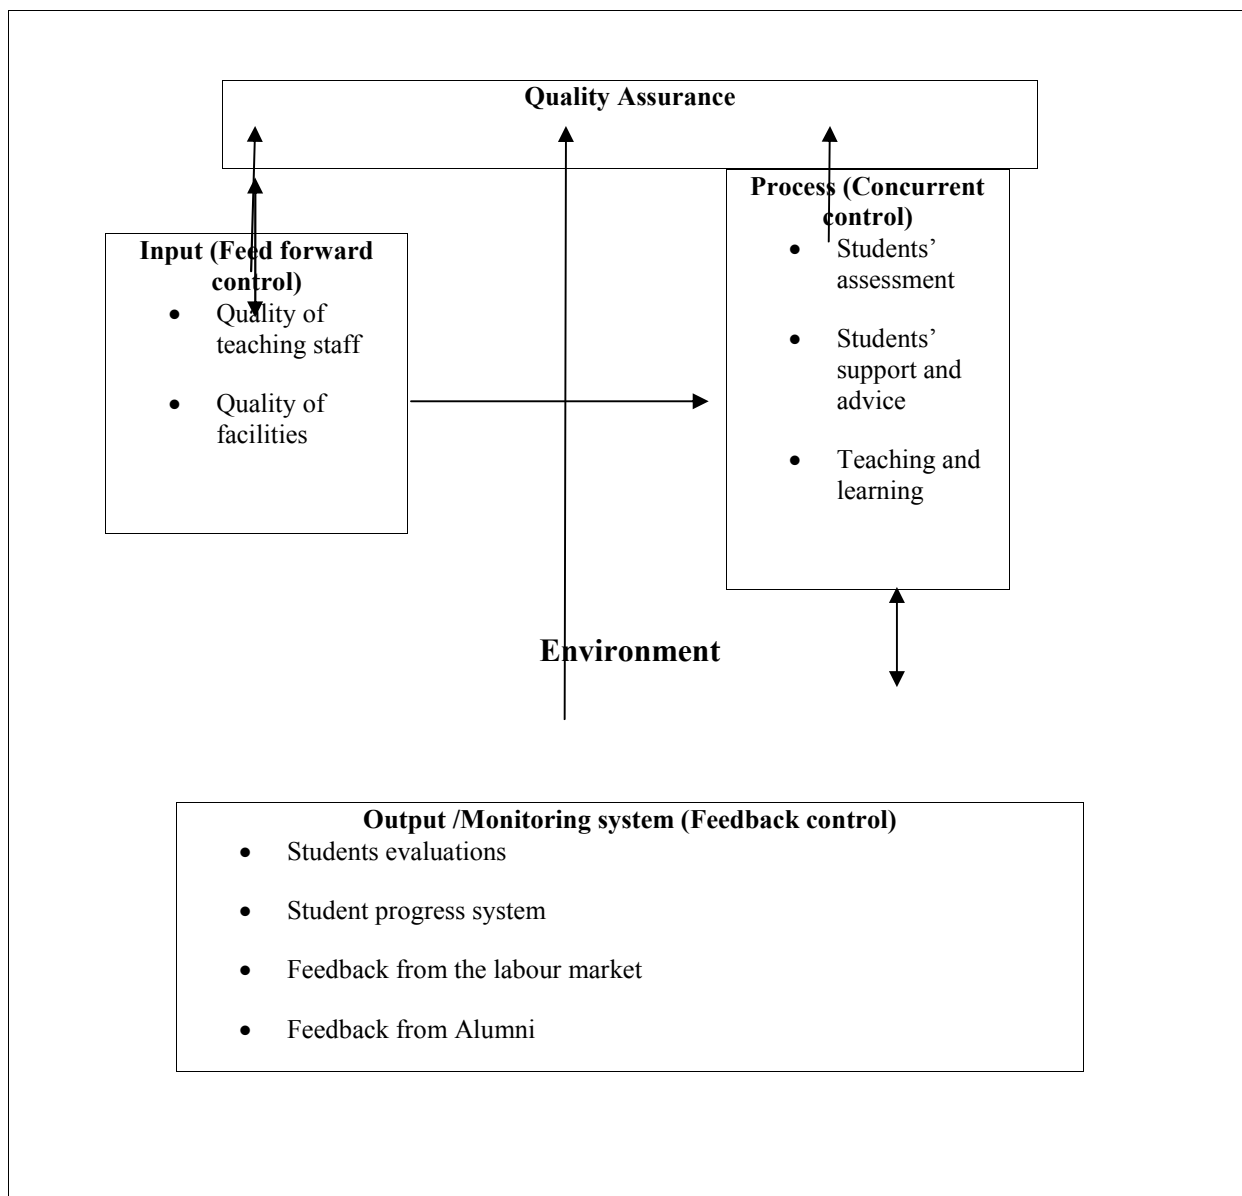 Quality Assurance
Process (Concurrent
control)
• Students’
assessment
• Students’
support and
advice
• Teaching and
learning
Input (Feed forward
control)
• Quality of
teaching staff
• Quality of
facilities
Environment
Output /Monitoring system (Feedback control)
• Students evaluations
• Student progress system
• Feedback from the labour market
• Feedback from Alumni